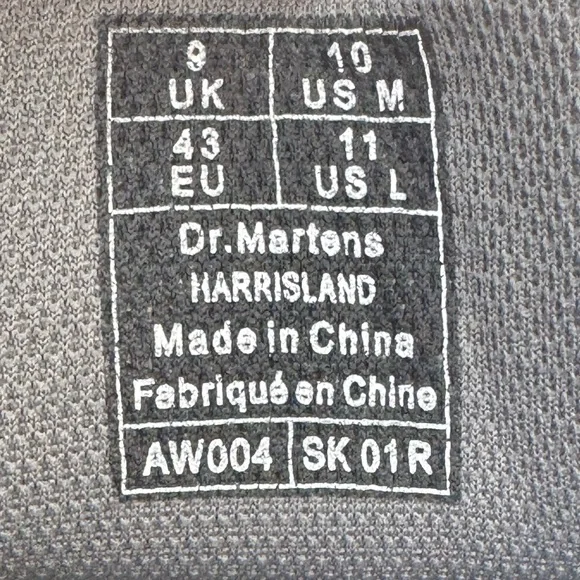 9 10
UK US M
43 11
EU US L
Dr.Martens
HARRISLAND
Made in China
Fabriqué en Chine
AW004 SK 01 R